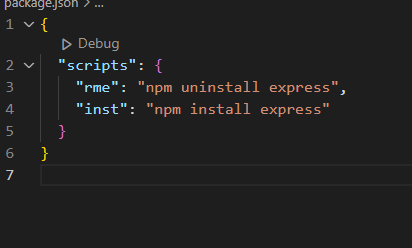 package.json > ...
1 {
Debug
2 "scripts": {
3 "rme": "npm uninstall express",
4 "inst": "npm install express"
5 }
6 }
7